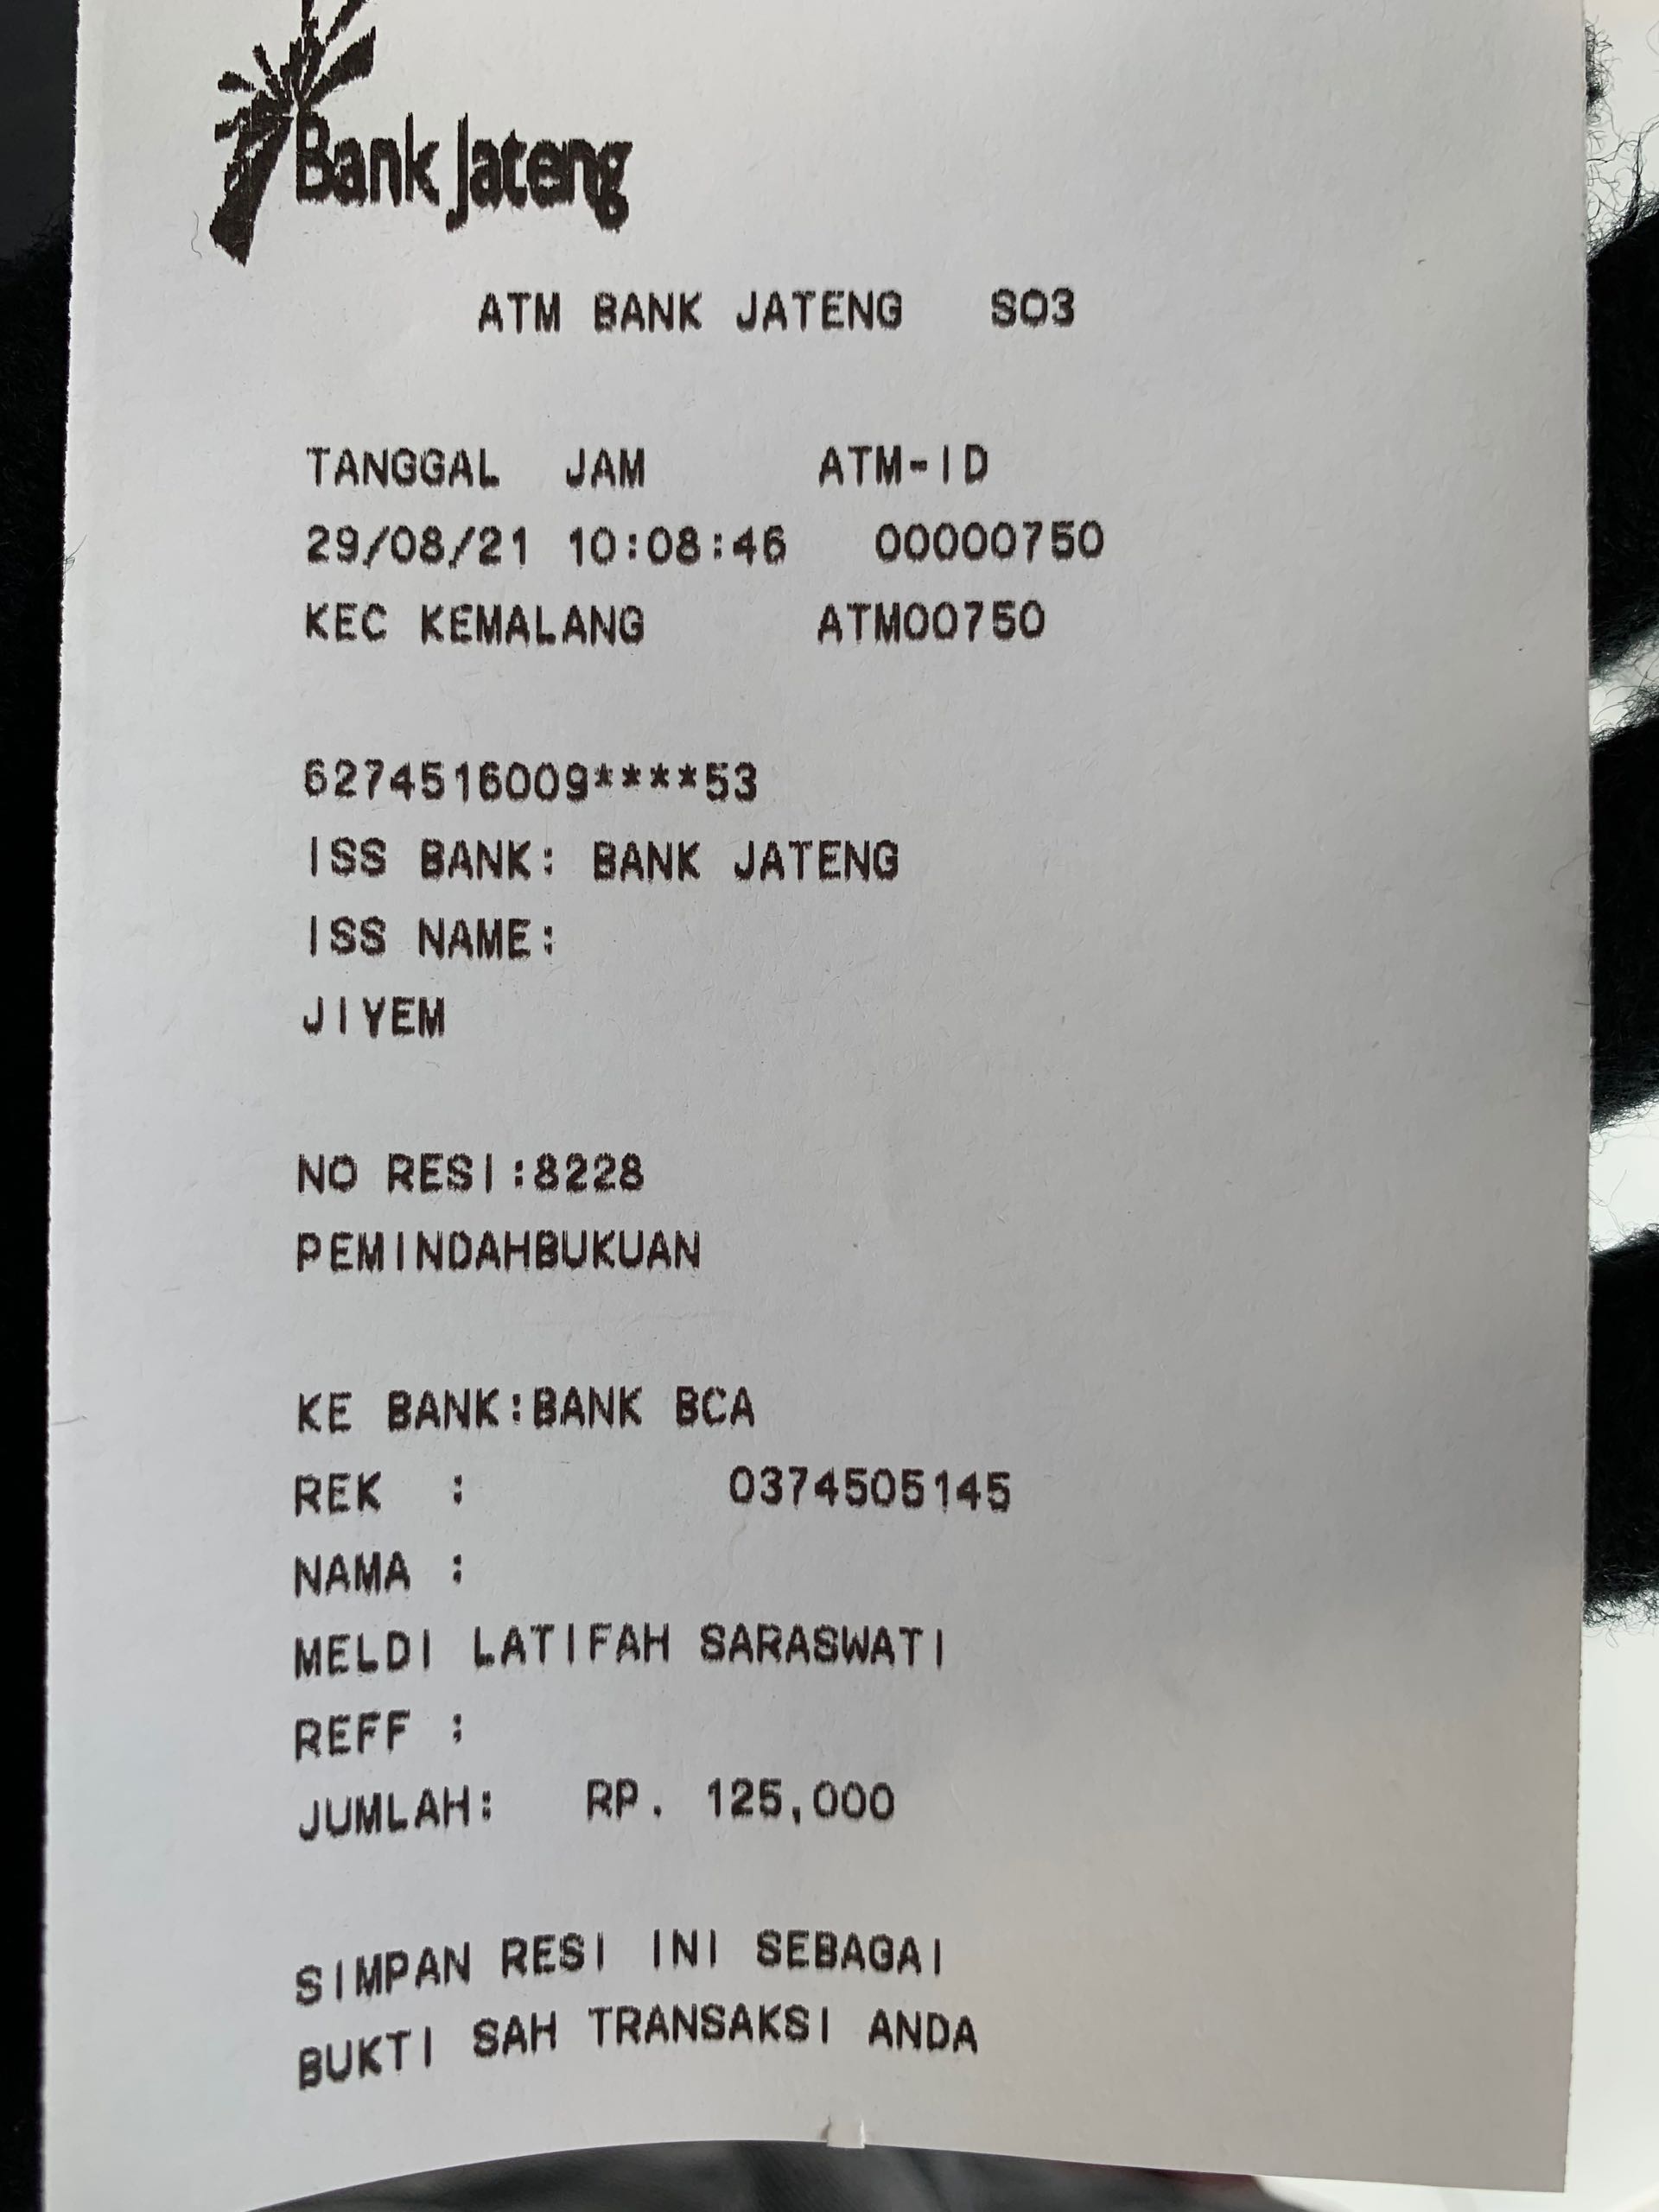 Bank Jateng
ATM BANK JATENG S03
TANGGAL JAM ATM-ID
29/08/21 10:08:46 00000750
KEC KEMALANG ATM00750
6274516009****53
ISS BANK: BANK JATENG
ISS NAME:
JIYEM
NO RESI:8228
PEMINDAHBUKUAN
KE BANK:BANK BCA
REK : 0374505145
NAMA :
MELDI LATIFAH SARASWATI
REFF :
JUMLAH: RP. 125,000
SIMPAN RESI INI SEBAGAI
BUKTI SAH TRANSAKSI ANDA